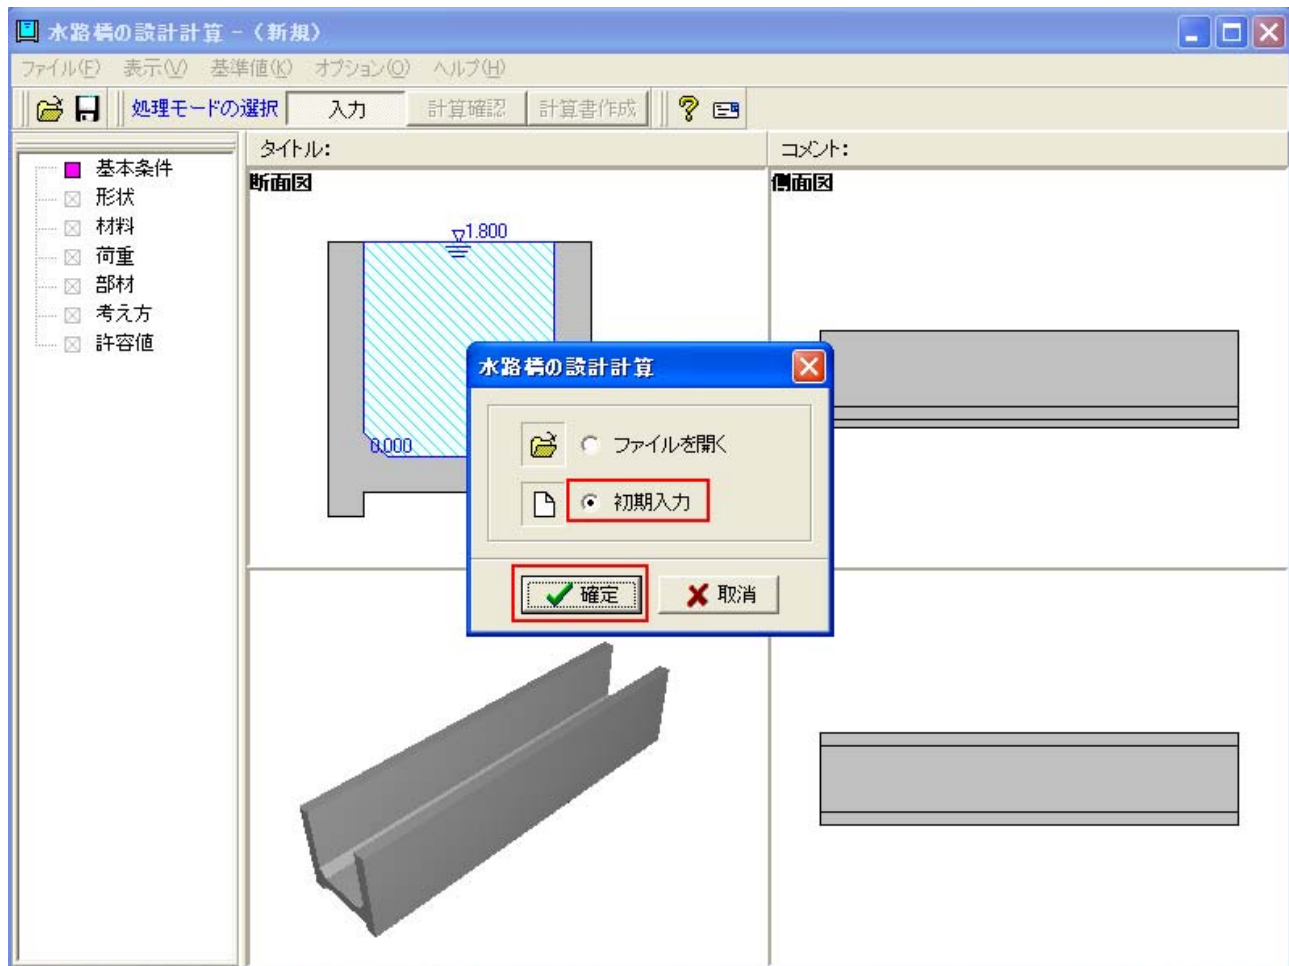 水路橋の設計計算 - (新規)
ファイル(F) 表示(V) 基準値(K) オプション(O) ヘルプ(H)
処理モードの選択 入力 計算確認 計算書作成
タイトル: コメント:
基本条件
形状
材料
荷重
部材
考え方
許容値
断面図
1.800
0.000
側面図
水路橋の設計計算
ファイルを開く
初期入力
確定 取消